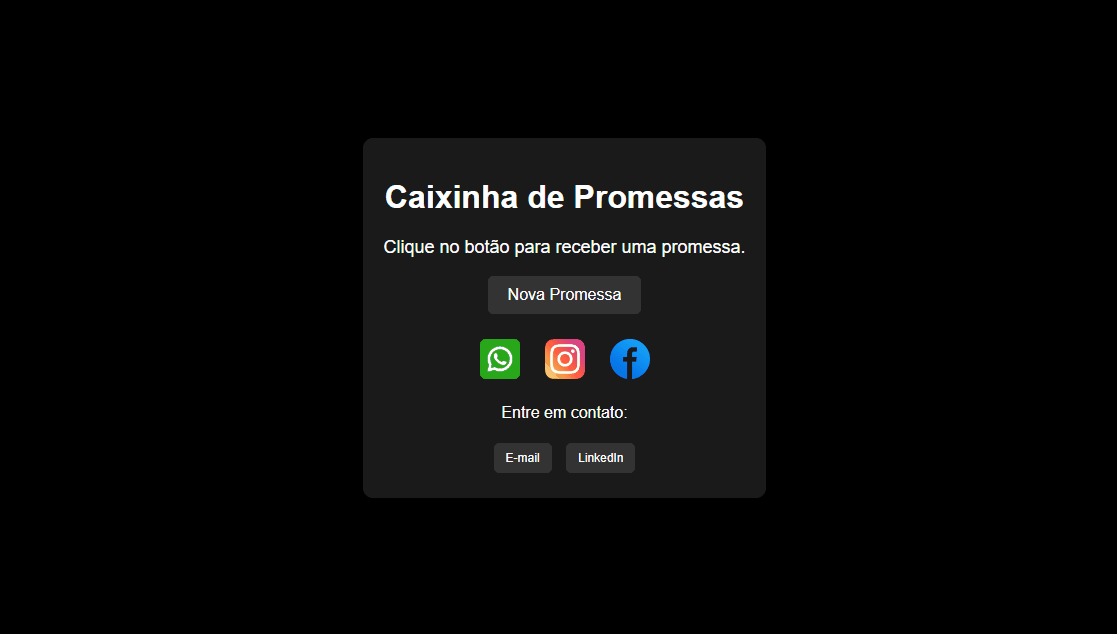 Caixinha de Promessas
Clique no botão para receber uma promessa.
Nova Promessa
Entre em contato:
E-mail LinkedIn